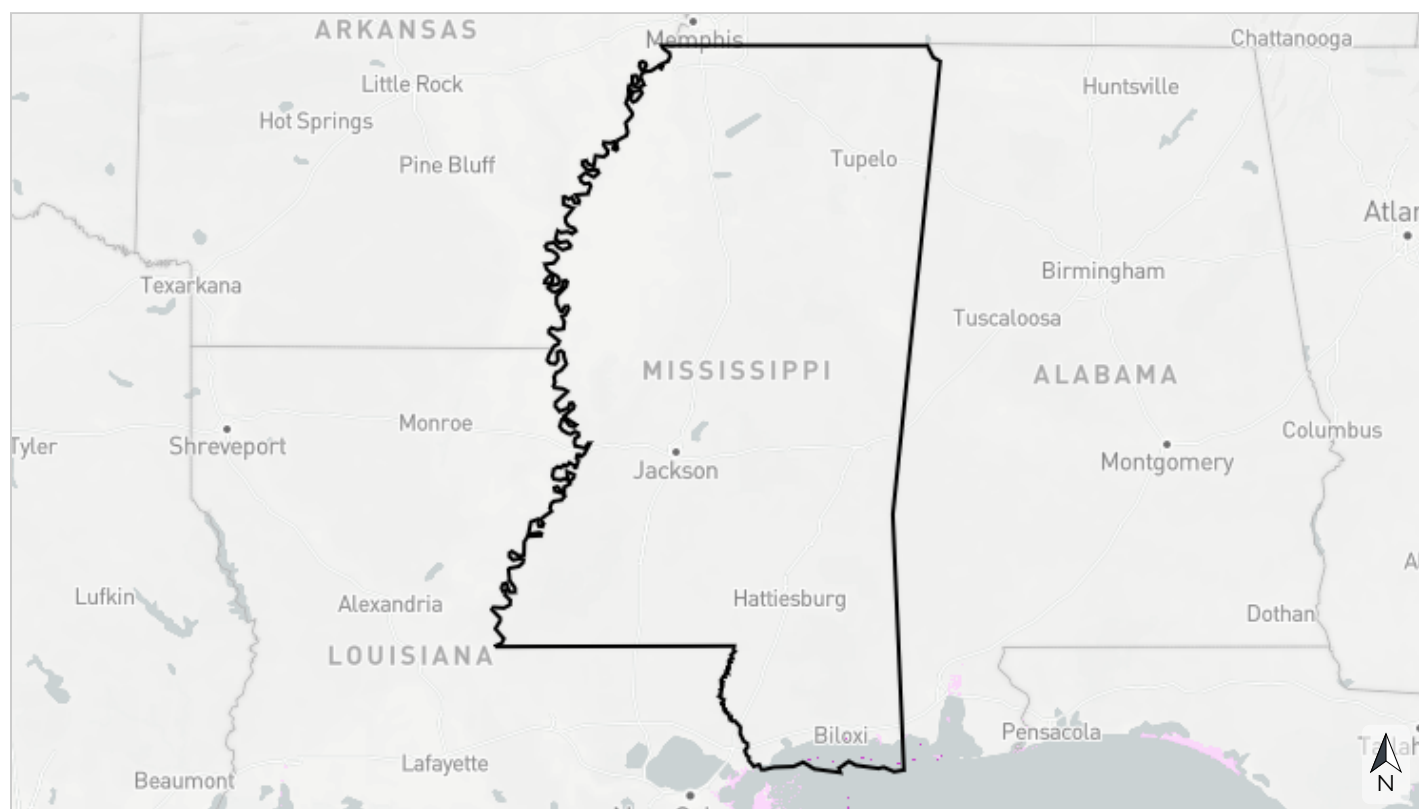 ARKANSAS
Memphis
Chattanooga
Little Rock
Huntsville
Hot Springs
Pine Bluff
Tupelo
Texarkana
Birmingham
Tuscaloosa
MISSISSIPPI
ALABAMA
Monroe
Columbus
Tyler
Shreveport
Jackson
Montgomery
Lufkin
Alexandria
Hattiesburg
Dothan
LOUISIANA
Biloxi
Pensacola
Lafayette
Beaumont
N